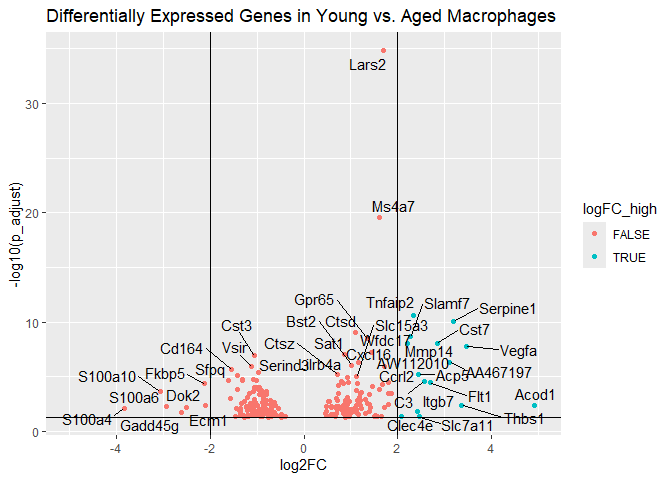 Differentially Expressed Genes in Young vs. Aged Macrophages
Lars2
30
-log10(p_adjust)
logFC_high
FALSE
TRUE
20
Ms4a7
Gpr65
Tnfaip2
Slamf7
Serpine1
10
Bst2
Ctsd
Slc15a3
Cst7
Cst3
Sat1
Wfdc17
Ctsz
Cxcl16
Mmp14
Vegfa
Cd164
Vsir
Serinc3
Lilrb4a
AW112010
AA467197
Fkbp5
Sfpq
Ccrl2
Acp5
S100a10
S100a6
Dok2
C3
Itgb7
Flt1
Acod1
S100a4
Gadd45g
Ecm1
Clec4e
Slc7a11
Thbs1
0
-4
-2
0
2
4
log2FC